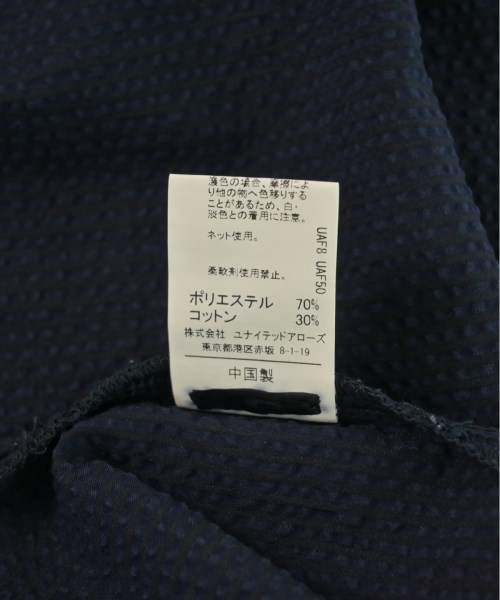 濃色の場合、摩擦によ
り他の物へ色移りする
ことがあるため、白・
淡色との着用に注意。
ネット使用。
柔軟剤使用禁止。
UAF8 UAF50
ポリエステル 70%
コットン 30%
株式会社 ユナイテッドアローズ
東京都港区赤坂 8-1-19
中国製